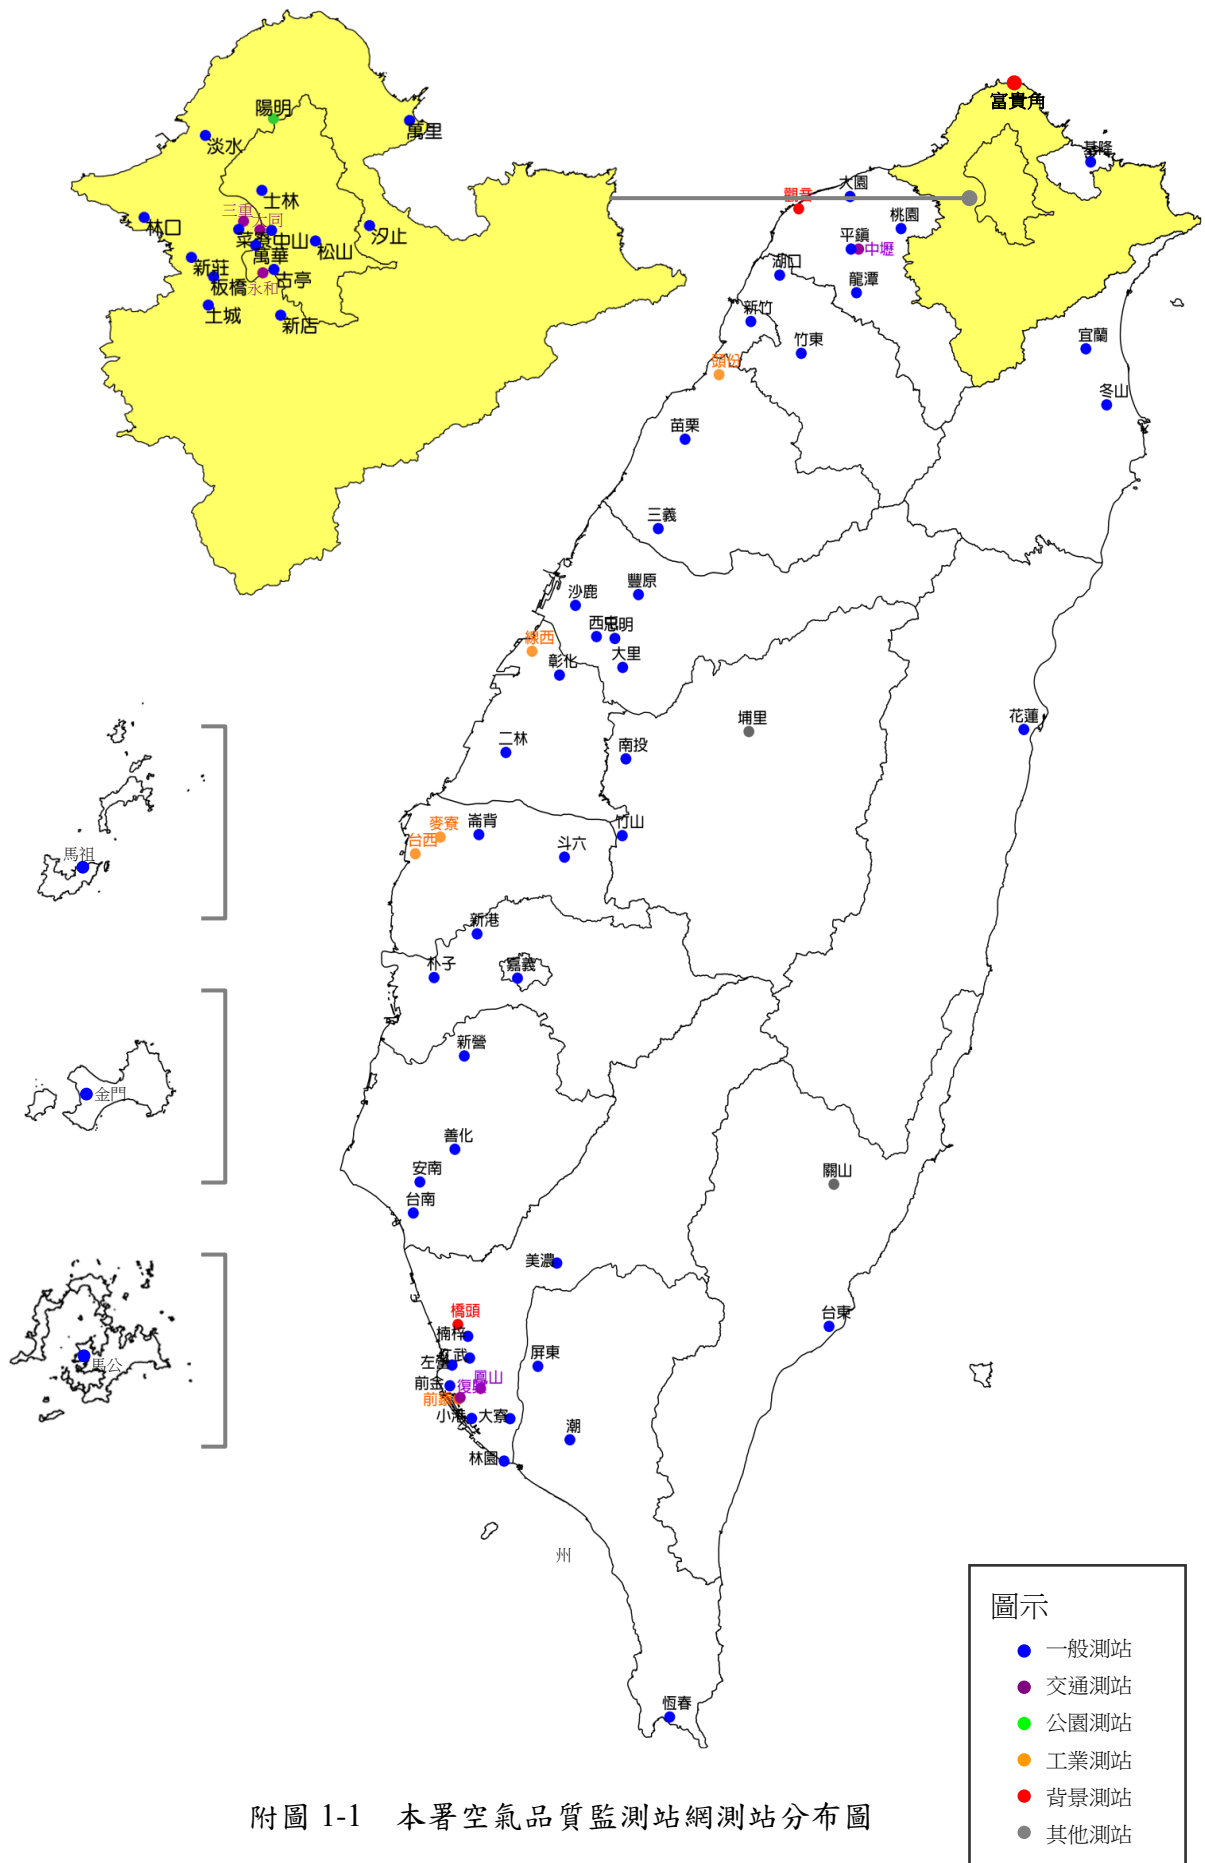 陽明
萬里
淡水
士林
三重
大同
林口
菜寮
中山
松山
汐止
萬華
新莊
板橋
永和
古亭
土城
新店
富貴角
基隆
觀音
大園
桃園
平鎮
中壢
湖口
龍潭
新竹
竹東
宜蘭
頭份
冬山
苗栗
三義
豐原
沙鹿
西屯
忠明
線西
大里
彰化
埔里
花蓮
二林
南投
麥寮
崙背
台西
斗六
竹山
馬祖
新港
朴子
嘉義
新營
金門
善化
安南
關山
台南
美濃
橋頭
台東
楠梓
仁武
左營
屏東
馬公
鳳山
前金
復興
前鎮
小港
大寮
潮
林園
州
恆春
圖示
一般測站
交通測站
公園測站
工業測站
背景測站
其他測站
附圖 1-1 本署空氣品質監測站網測站分布圖